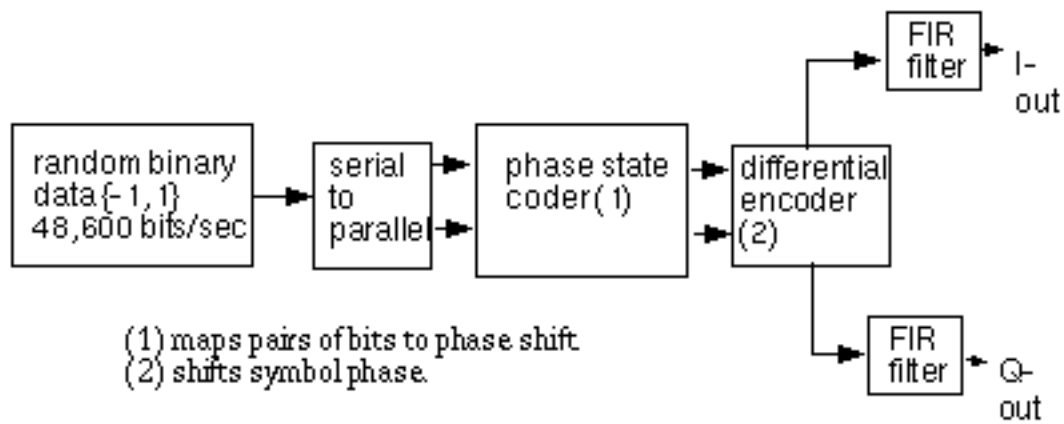 FIR
filter
I-
out
random binary
data {- 1, 1}
48,600 bits/sec
serial
to
parallel
phase state
coder( 1)
differential
encoder
(2)
(1) maps pairs of bits to phase shift
(2) shifts symbol phase.
FIR
filter
Q-
out